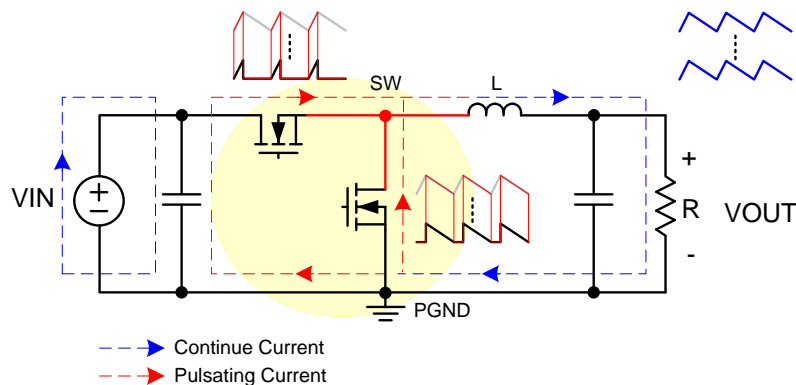 SW
L
VIN
+
R
VOUT
-
PGND
Continue Current
Pulsating Current